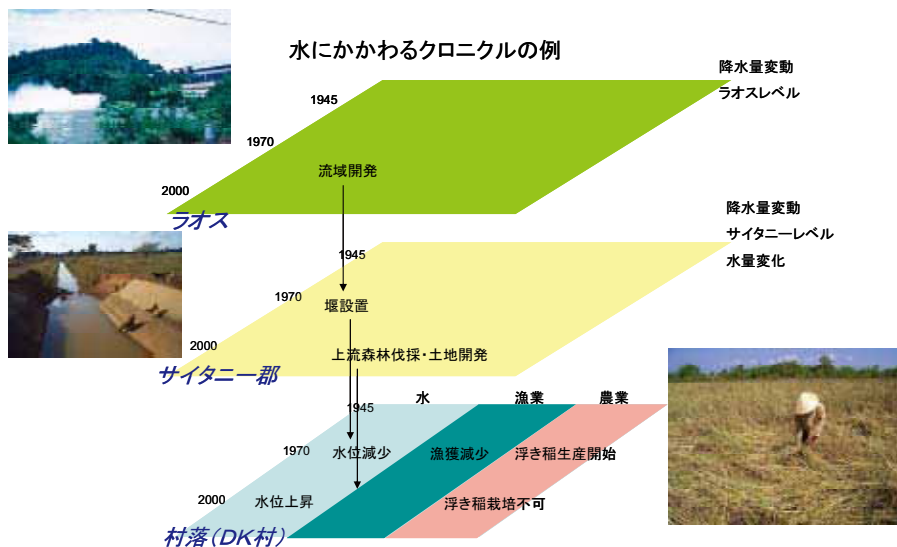 水にかかわるクロニクルの例
降水量変動
ラオスレベル
1945
1970
流域開発
2000
ラオス
降水量変動
サイタニーレベル
水量変化
1945
1970
堰設置
2000
上流森林伐採・土地開発
サイタニー郡
水 漁業 農業
1945
1970
水位減少 漁獲減少 浮き稲生産開始
2000
水位上昇 浮き稲栽培不可
村落（DK村）